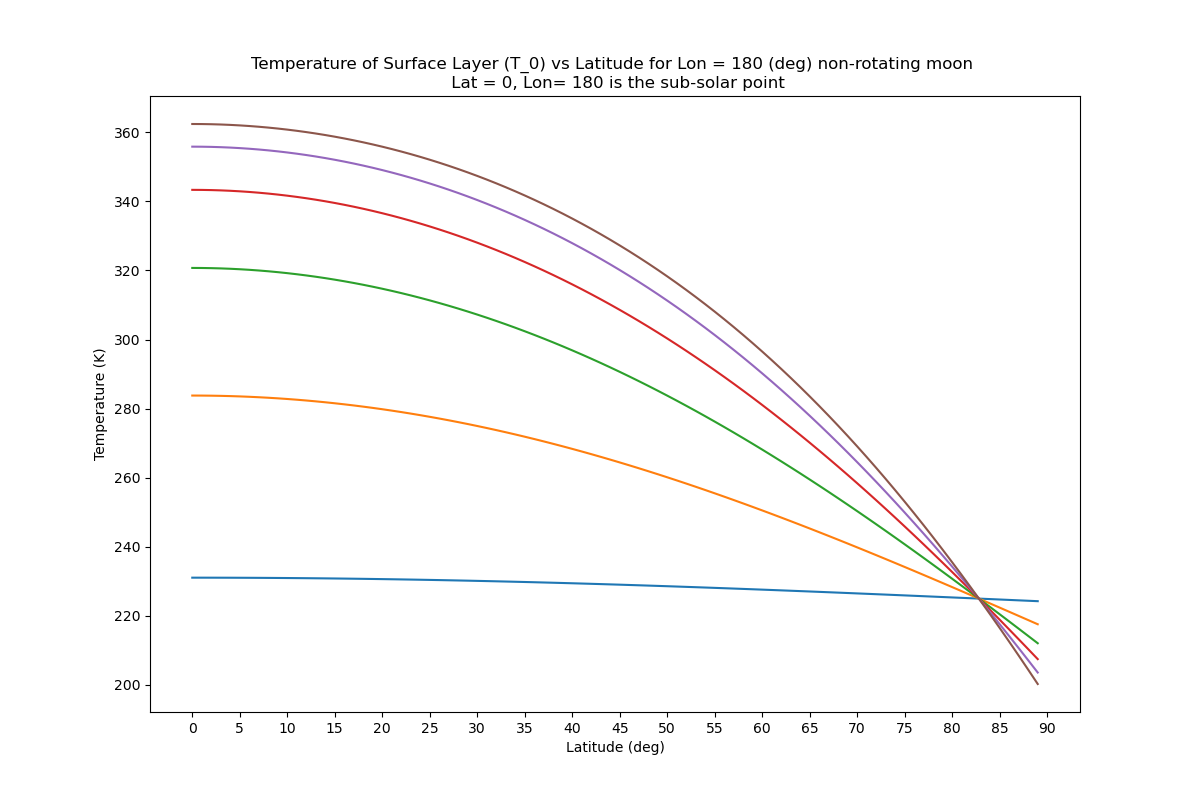 Temperature of Surface Layer (T_0) vs Latitude for Lon = 180 (deg) non-rotating moon
Lat = 0, Lon= 180 is the sub-solar point
Temperature (K)
360
340
320
300
280
260
240
220
200
0 5 10 15 20 25 30 35 40 45 50 55 60 65 70 75 80 85 90
Latitude (deg)